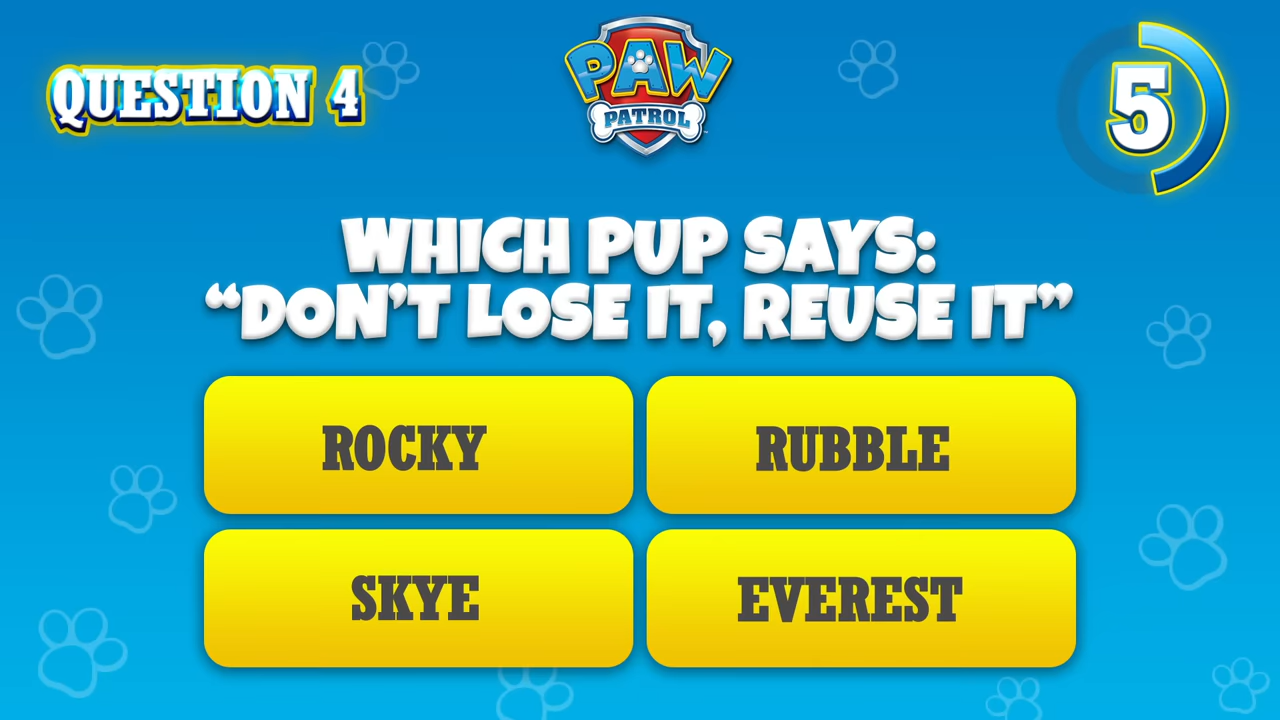 QUESTION 4
PAW
PATROL
5
WHICH PUP SAYS:
“DON’T LOSE IT, REUSE IT”
ROCKY
RUBBLE
SKYE
EVEREST